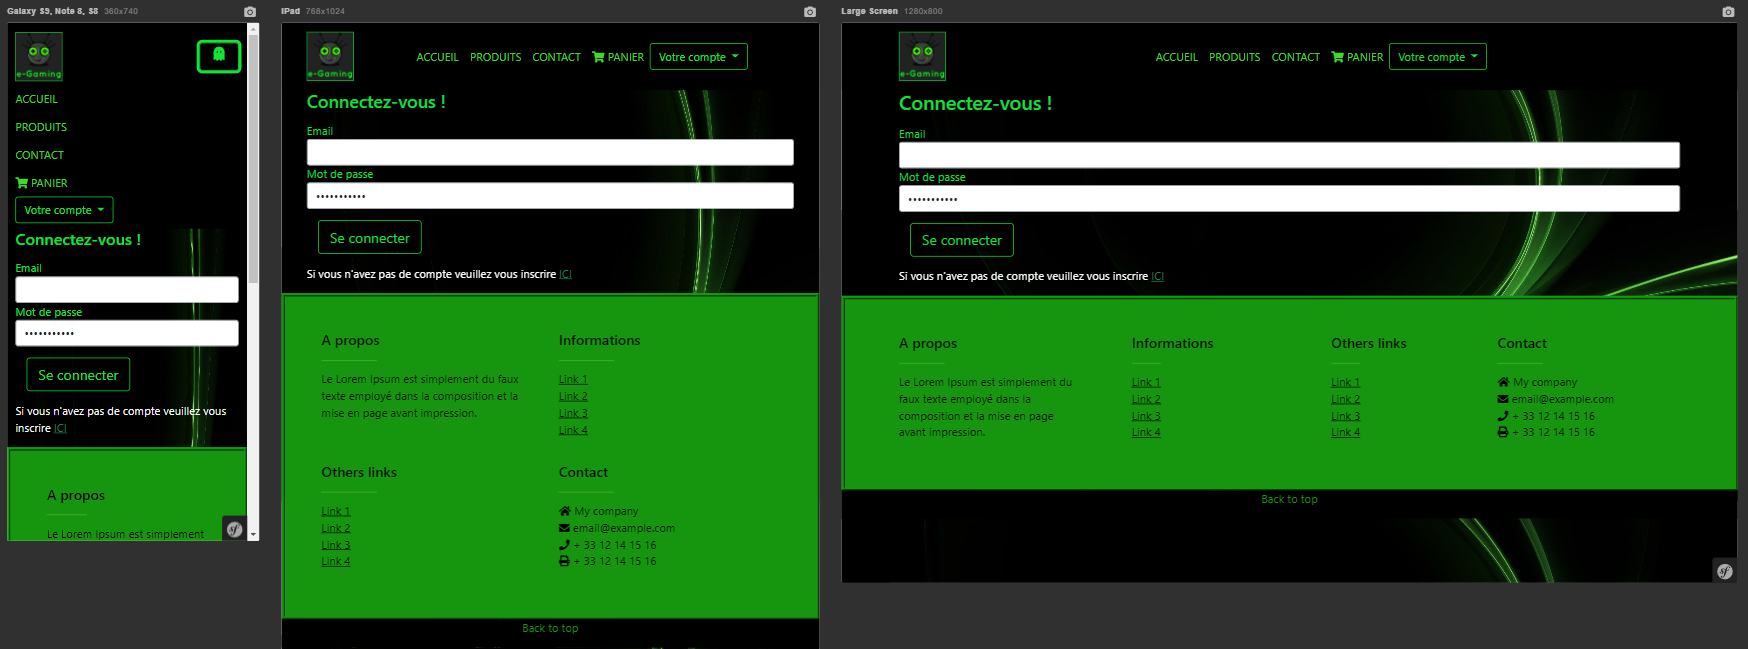 Galaxy S9, Note 8, S8 360x740
e-Gaming
ACCUEIL
PRODUITS
CONTACT
PANIER
Votre compte
Connectez-vous !
Email
Mot de passe
•••••••••••
Se connecter
Si vous n'avez pas de compte veuillez vous
inscrire ICI
A propos
Le Lorem Ipsum est simplement
sf
iPad 768x1024
e-Gaming
ACCUEIL PRODUITS CONTACT PANIER Votre compte
Connectez-vous !
Email
Mot de passe
•••••••••••
Se connecter
Si vous n'avez pas de compte veuillez vous inscrire ICI
A propos
Le Lorem Ipsum est simplement du faux
texte employé dans la composition et la
mise en page avant impression.
Informations
Link 1
Link 2
Link 3
Link 4
Others links
Link 1
Link 2
Link 3
Link 4
Contact
My company
email@example.com
+ 33 12 14 15 16
+ 33 12 14 15 16
Back to top
Large Screen 1280x800
e-Gaming
ACCUEIL PRODUITS CONTACT PANIER Votre compte
Connectez-vous !
Email
Mot de passe
•••••••••••
Se connecter
Si vous n'avez pas de compte veuillez vous inscrire ICI
A propos
Le Lorem Ipsum est simplement du
faux texte employé dans la
composition et la mise en page
avant impression.
Informations
Link 1
Link 2
Link 3
Link 4
Others links
Link 1
Link 2
Link 3
Link 4
Contact
My company
email@example.com
+ 33 12 14 15 16
+ 33 12 14 15 16
Back to top
sf